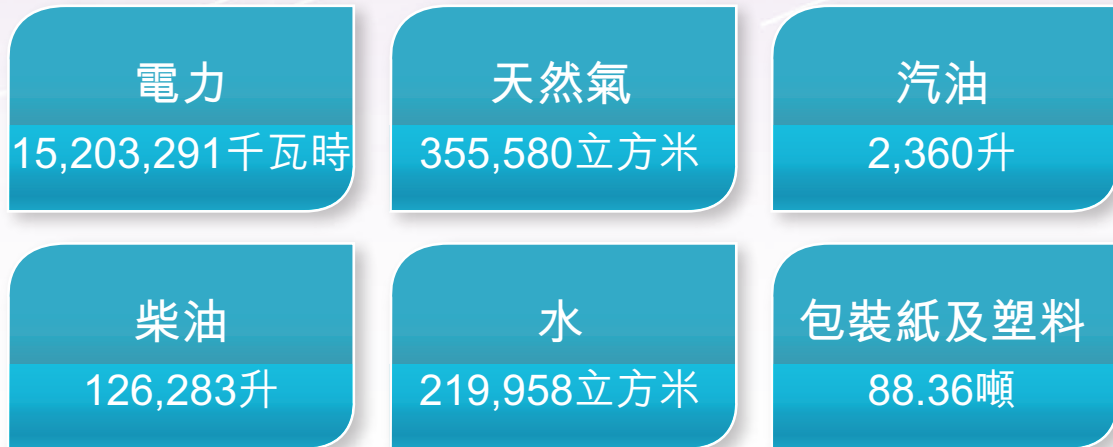 電力
15,203,291千瓦時
天然氣
355,580立方米
汽油
2,360升
柴油
126,283升
水
219,958立方米
包裝紙及塑料
88.36噸